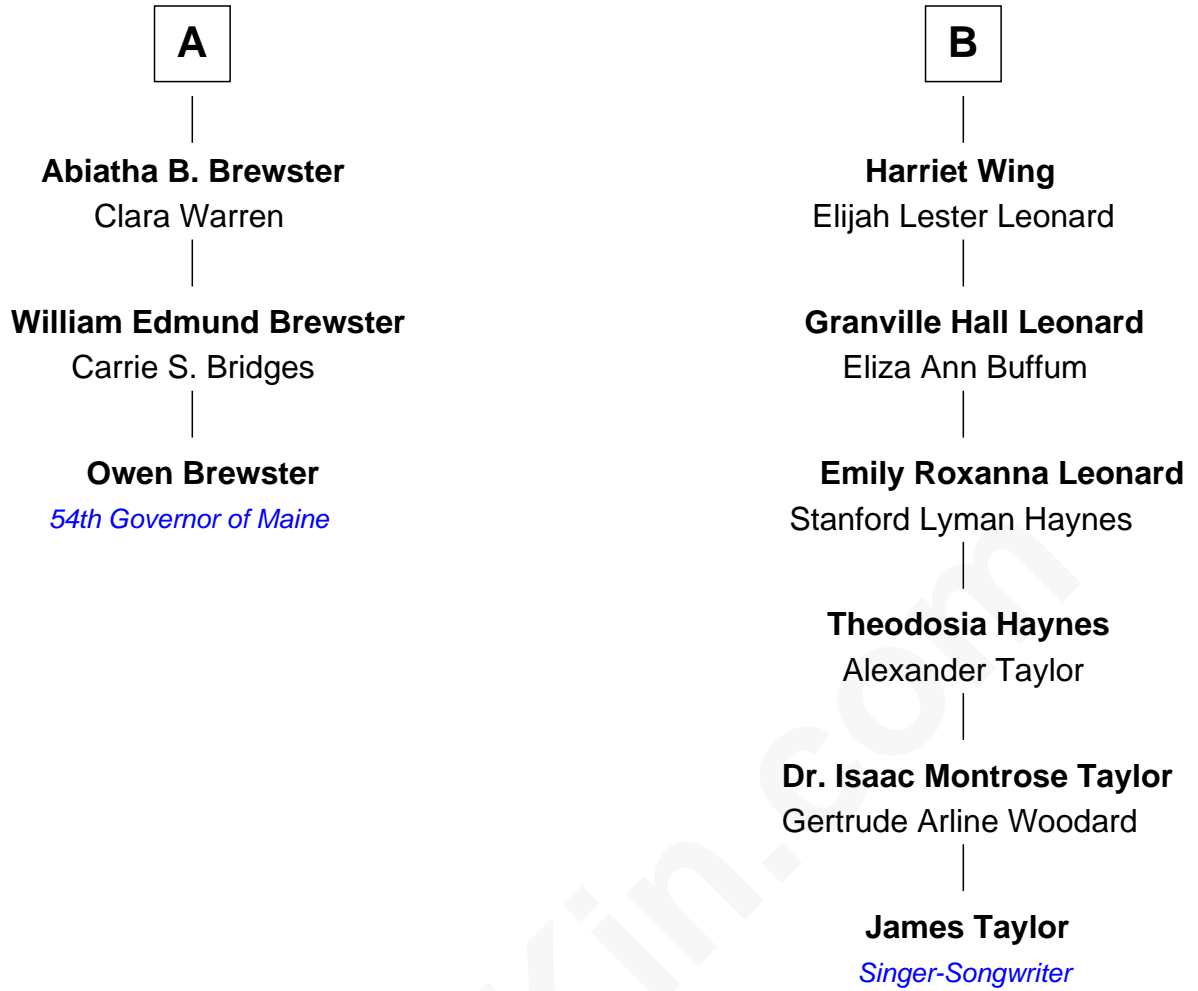 A
Abiatha B. Brewster
Clara Warren
William Edmund Brewster
Carrie S. Bridges
Owen Brewster
54th Governor of Maine
B
Harriet Wing
Elijah Lester Leonard
Granville Hall Leonard
Eliza Ann Buffum
Emily Roxanna Leonard
Stanford Lyman Haynes
Theodosia Haynes
Alexander Taylor
Dr. Isaac Montrose Taylor
Gertrude Arline Woodard
James Taylor
Singer-Songwriter
Kin.com